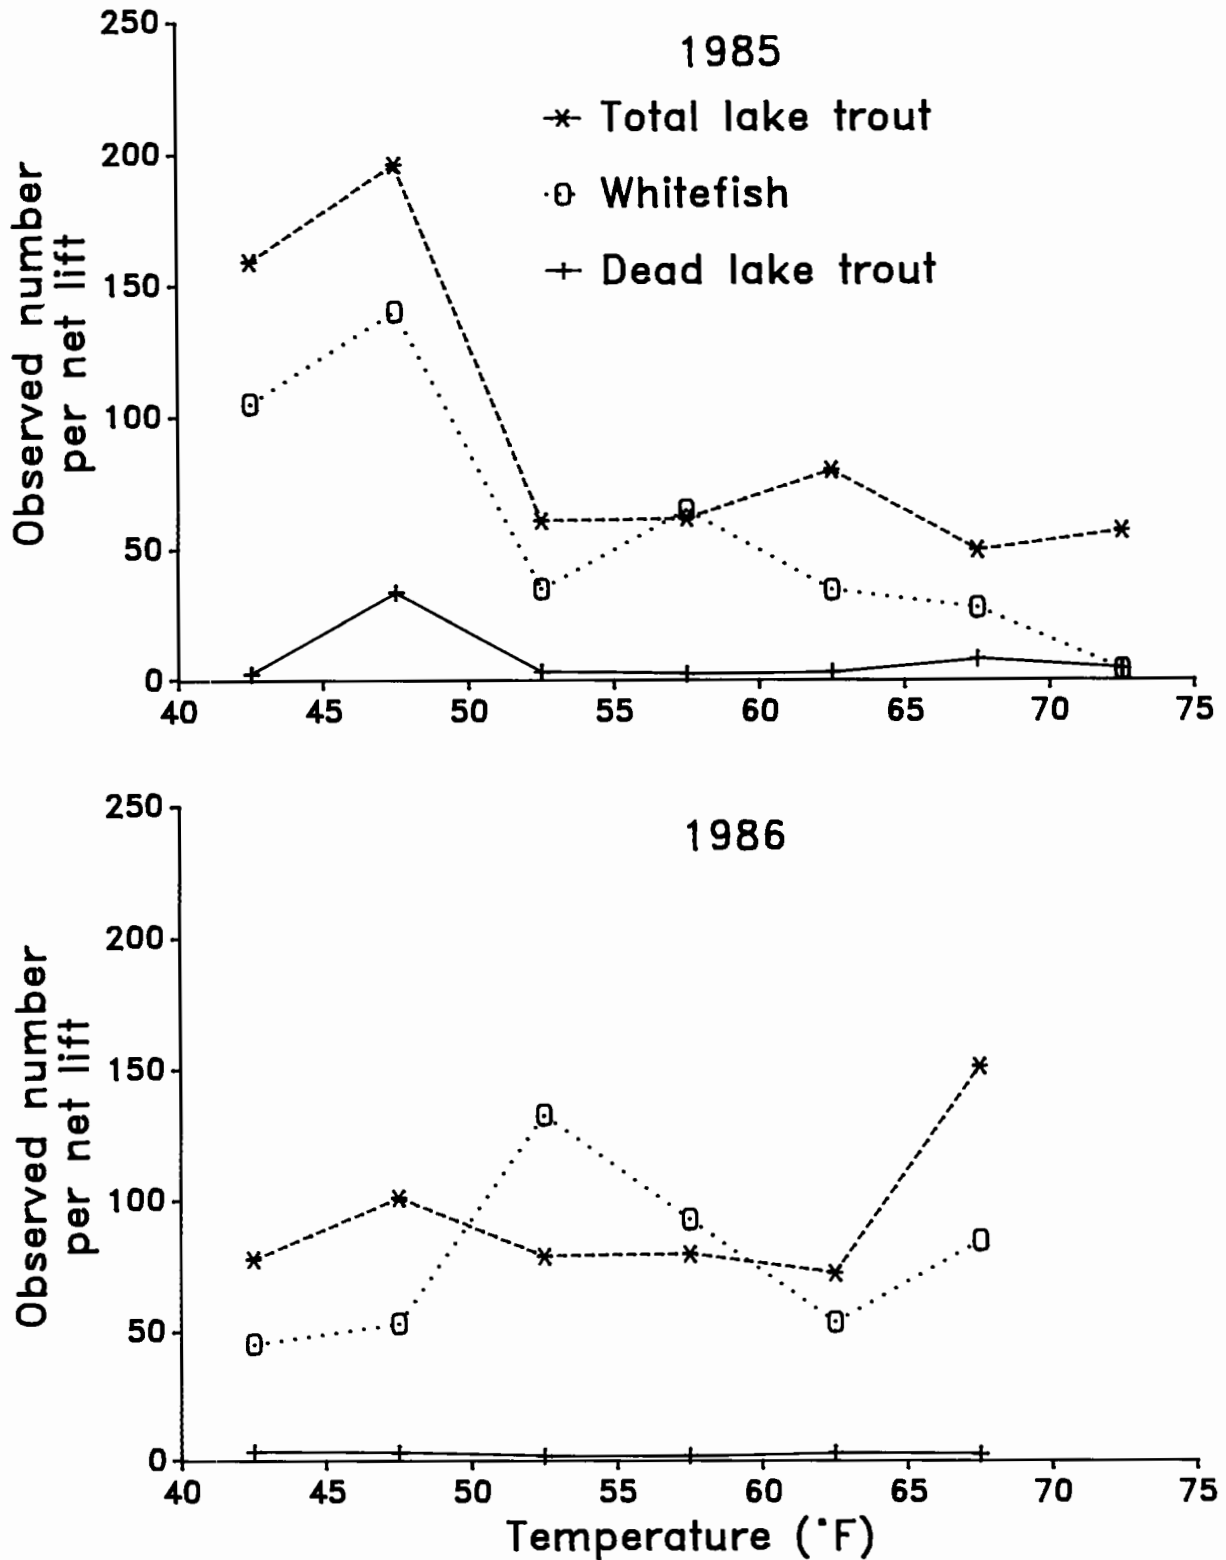 250
1985
Total lake trout
200
Whitefish
Dead lake trout
150
100
50
0
Observed number
per net lift
40 45 50 55 60 65 70 75
250
1986
200
150
100
50
0
Observed number
per net lift
40 45 50 55 60 65 70 75
Temperature (°F)